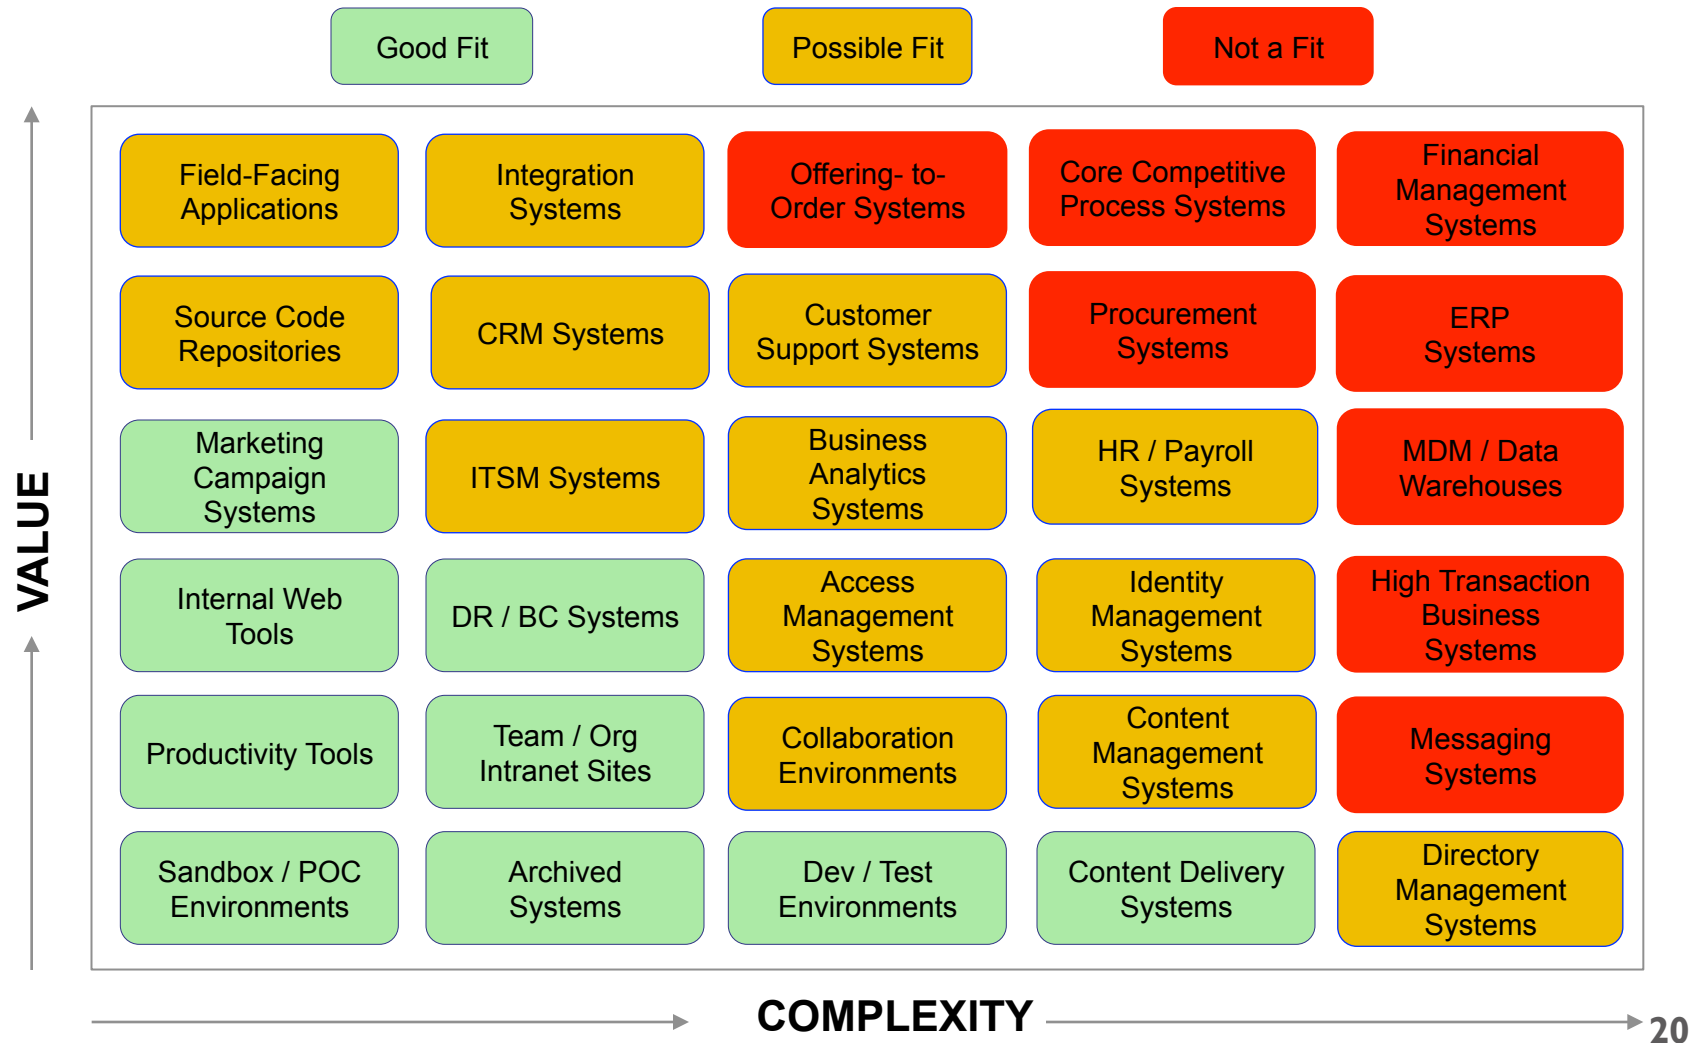 Good Fit
Possible Fit
Not a Fit
Field-Facing
Applications
Integration
Systems
Offering- to-
Order Systems
Core Competitive
Process Systems
Financial
Management
Systems
Source Code
Repositories
CRM Systems
Customer
Support Systems
Procurement
Systems
ERP
Systems
Marketing
Campaign
Systems
ITSM Systems
Business
Analytics
Systems
HR / Payroll
Systems
MDM / Data
Warehouses
Internal Web
Tools
DR / BC Systems
Access
Management
Systems
Identity
Management
Systems
High Transaction
Business
Systems
Productivity Tools
Team / Org
Intranet Sites
Collaboration
Environments
Content
Management
Systems
Messaging
Systems
Sandbox / POC
Environments
Archived
Systems
Dev / Test
Environments
Content Delivery
Systems
Directory
Management
Systems
VALUE
COMPLEXITY
20